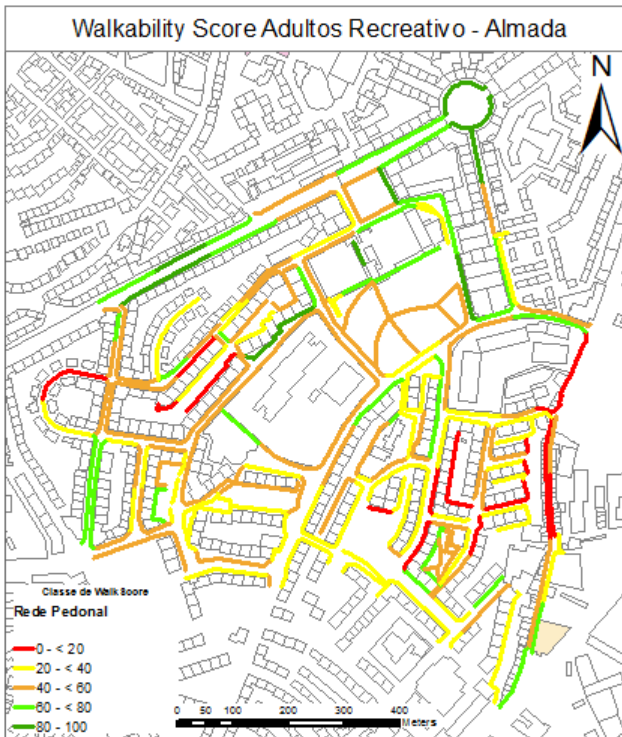 Walkability Score Adultos Recreativo - Almada
N
Classe de Walk Score
Rede Pedonal
0 - < 20
20 - < 40
40 - < 60
60 - < 80
80 - 100
0 50 100 200 300 400
Meters